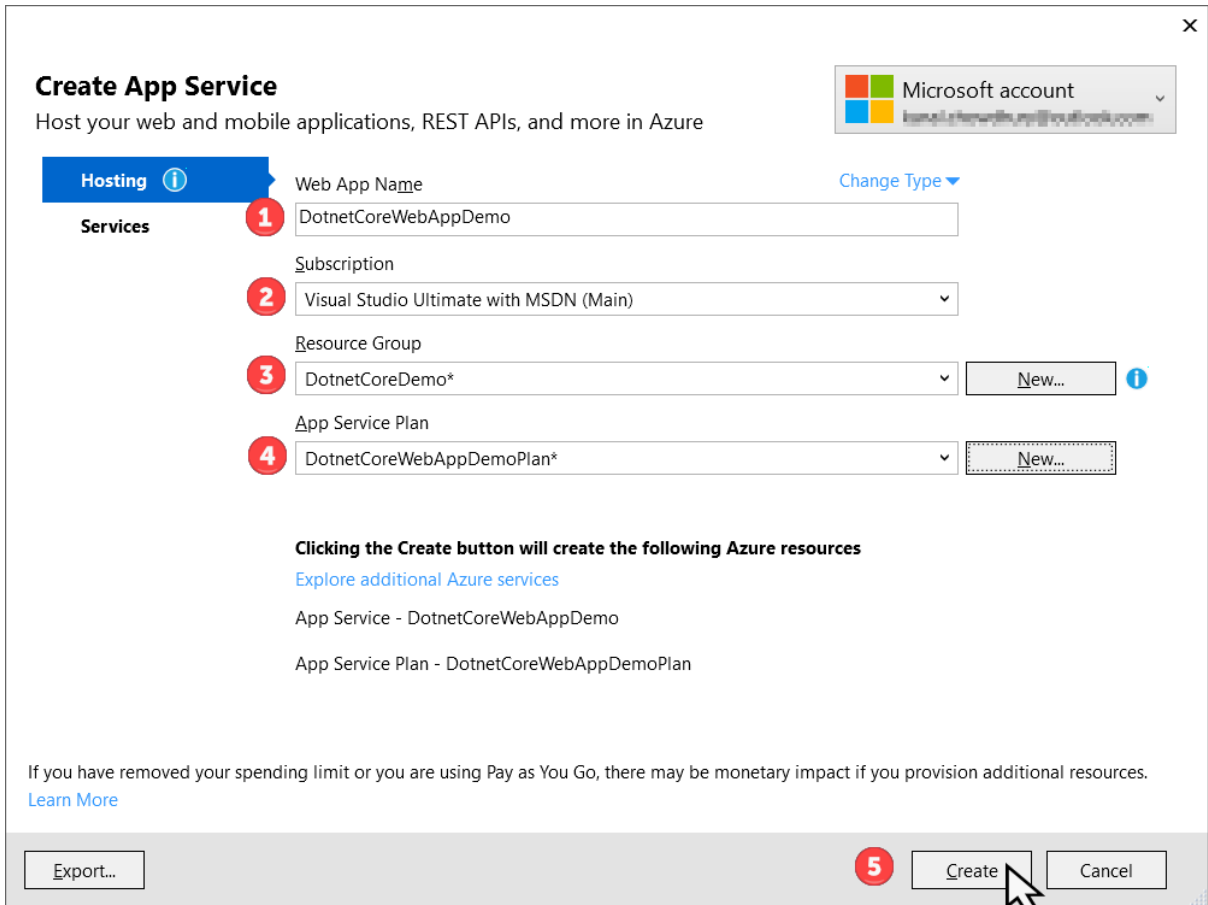 Create App Service
Host your web and mobile applications, REST APIs, and more in Azure
Microsoft account
Hosting
Services
Web App Name
Change Type
1
DotnetCoreWebAppDemo
Subscription
2
Visual Studio Ultimate with MSDN (Main)
Resource Group
3
DotnetCoreDemo*
New...
App Service Plan
4
DotnetCoreWebAppDemoPlan*
New...
Clicking the Create button will create the following Azure resources
Explore additional Azure services
App Service - DotnetCoreWebAppDemo
App Service Plan - DotnetCoreWebAppDemoPlan
If you have removed your spending limit or you are using Pay as You Go, there may be monetary impact if you provision additional resources.
Learn More
Export...
5
Create
Cancel